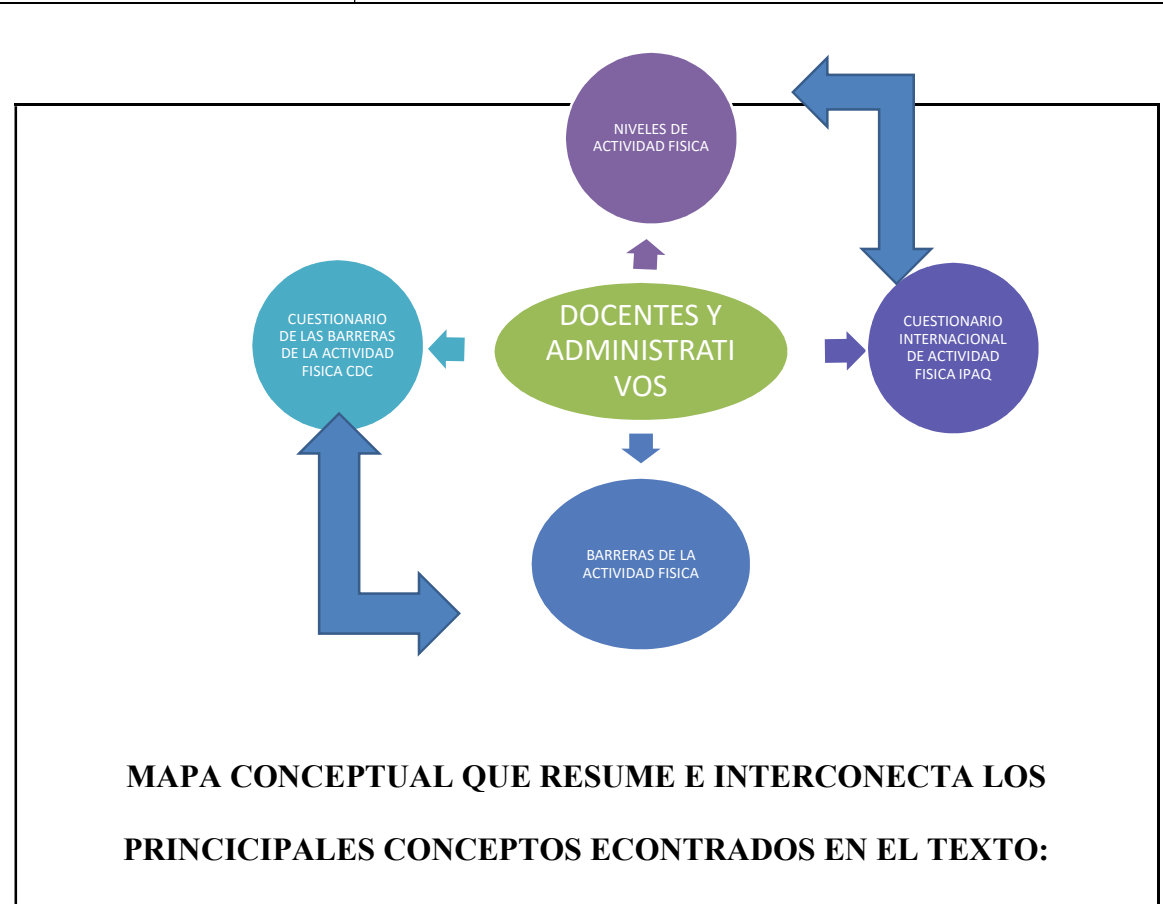 NIVELES DE
ACTIVIDAD FISICA
CUESTIONARIO
DE LAS BARRERAS
DE LA ACTIVIDAD
FISICA CDC
DOCENTES Y
ADMINISTRATI
VOS
CUESTIONARIO
INTERNACIONAL
DE ACTIVIDAD
FISICA IPAQ
BARRERAS DE LA
ACTIVIDAD FISICA
MAPA CONCEPTUAL QUE RESUME E INTERCONECTA LOS
PRINCICIPALES CONCEPTOS ECONTRADOS EN EL TEXTO: